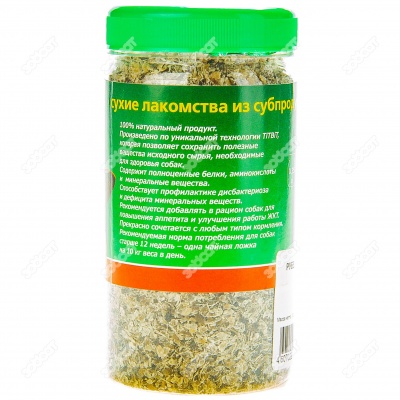 сухие лакомства из субпро
100% натуральный продукт.
Произведено по уникальной технологии ТІТВІТ,
которая позволяет сохранить полезные
вещества исходного сырья, необходимые
для здоровья собак.
Содержит полноценные белки, аминокислоты
и минеральные вещества.
Способствует профилактике дисбактериоза
и дефицита минеральных веществ.
Рекомендуется добавлять в рацион собак для
повышения аппетита и улучшения работы ЖКТ.
Прекрасно сочетается с любым типом кормления.
Рекомендуемая норма потребления для собак
старше 12 недель – одна чайная ложка
на 10 кг веса в день.